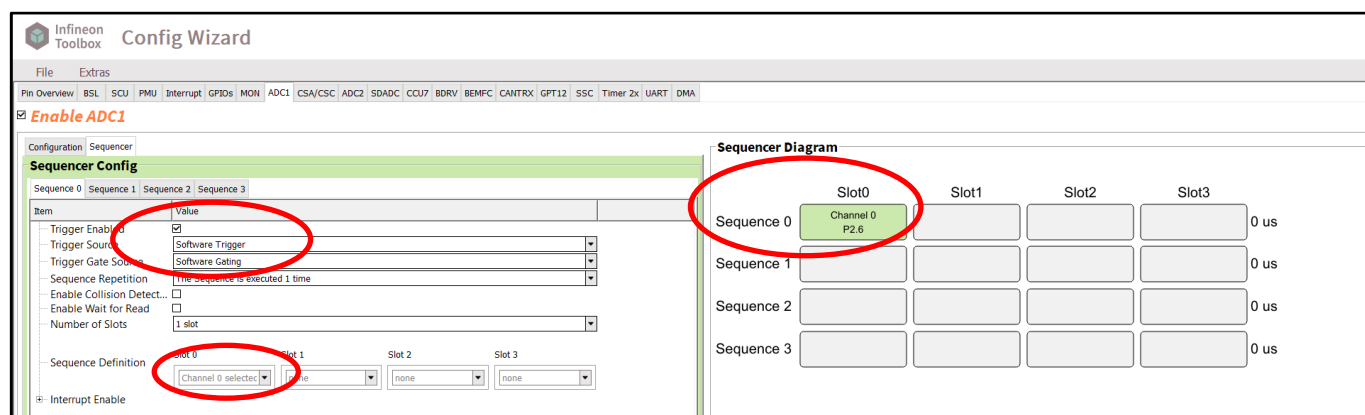 Infineon Toolbox Config Wizard
File Extras
Pin Overview BSL SCU PMU Interrupt GPIOs MON ADC1 CSA/CSC ADC2 SDADC CCU7 BDRV BEMFC CANTRX GPT12 SSC Timer 2x UART DMA
Enable ADC1
Configuration Sequencer
Sequencer Config
Sequence 0 Sequence 1 Sequence 2 Sequence 3
Item Value
Trigger Enabled
Trigger Source Software Trigger
Trigger Gate Source Software Gating
Sequence Repetition The Sequence is executed 1 time
Enable Collision Detect...
Enable Wait for Read
Number of Slots 1 slot
Slot 0 Slot 1 Slot 2 Slot 3
Sequence Definition Channel 0 selected none none none
Interrupt Enable
Sequencer Diagram
Slot0 Slot1 Slot2 Slot3
Sequence 0 Channel 0 0 us
P2.6
Sequence 1 0 us
Sequence 2 0 us
Sequence 3 0 us